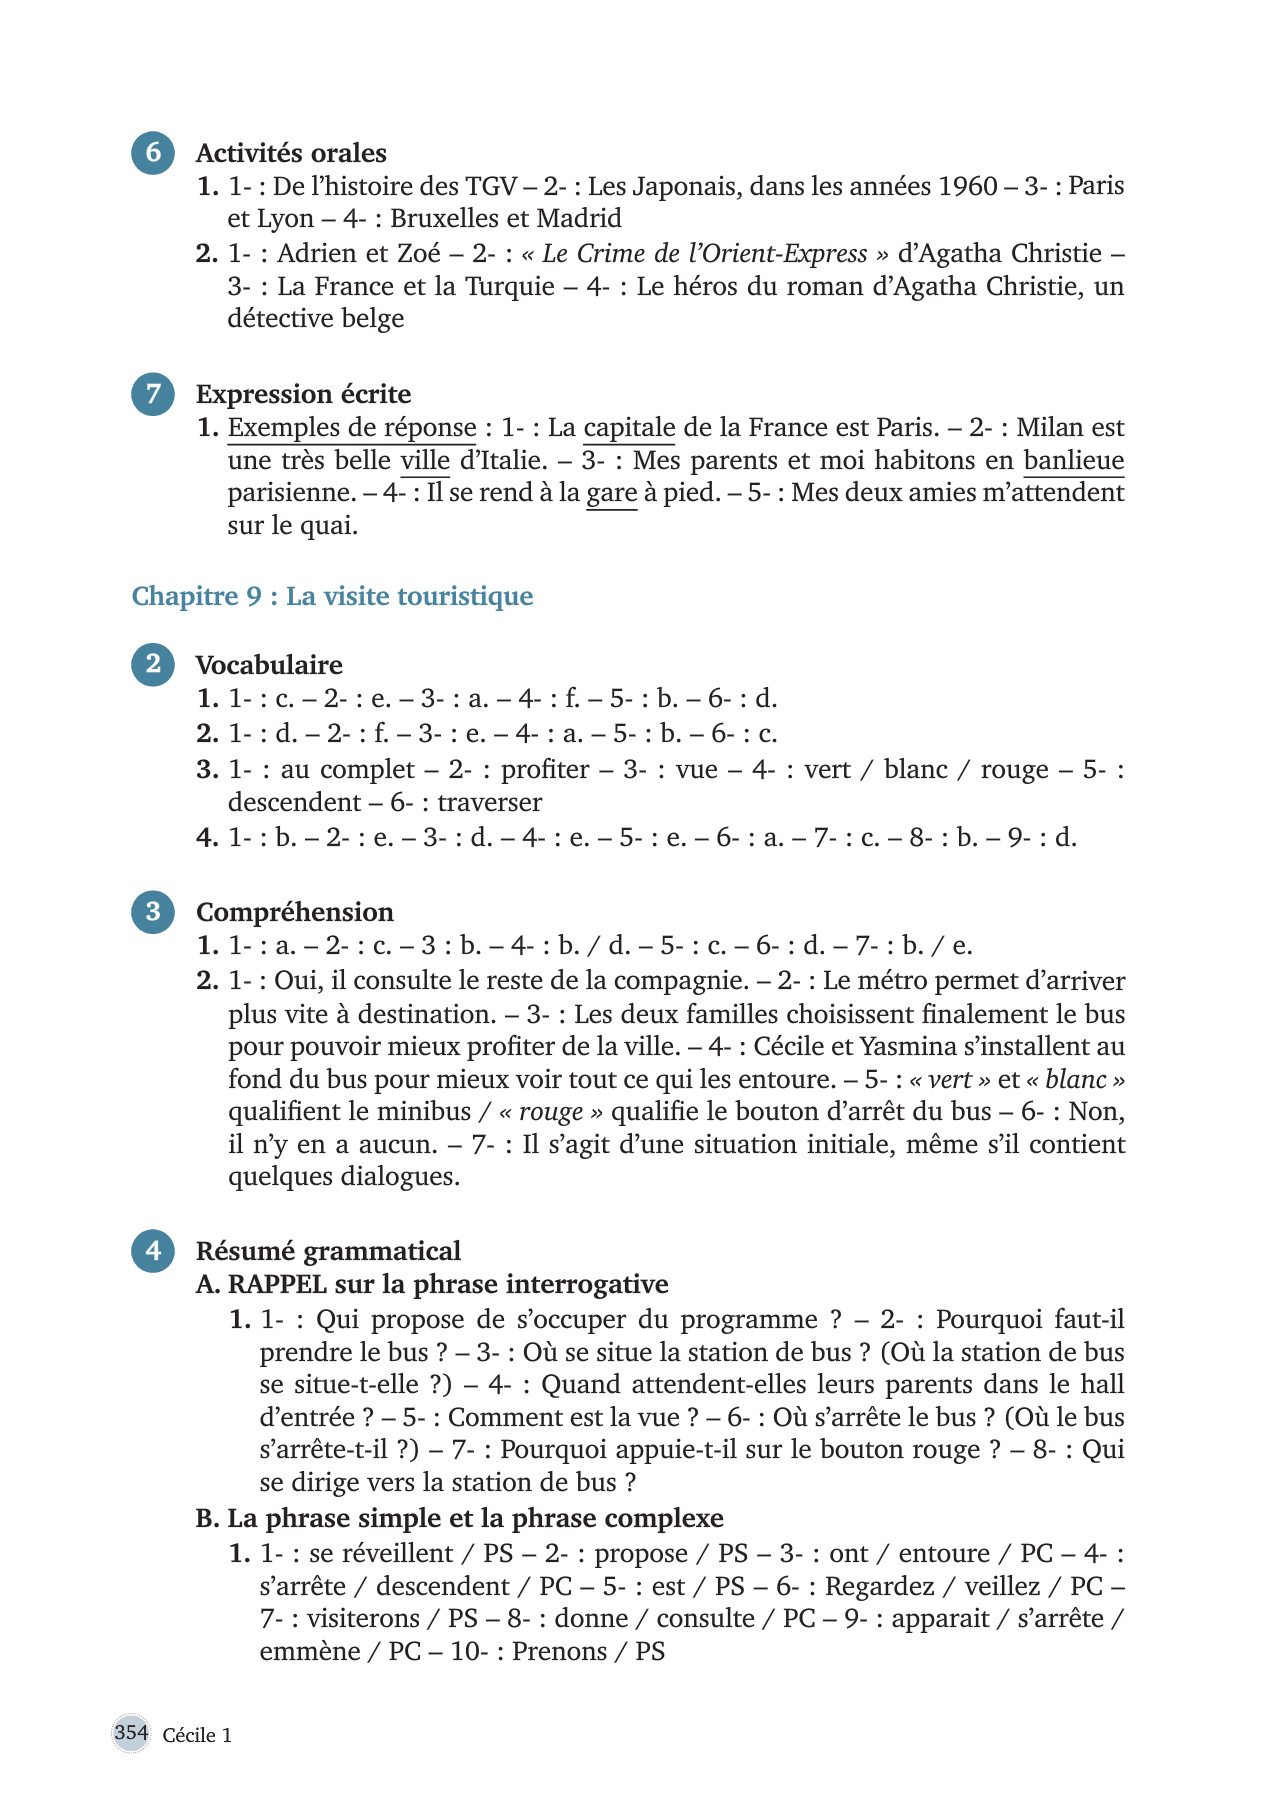 6 Activités orales
1. 1- : De l’histoire des TGV – 2- : Les Japonais, dans les années 1960 – 3- : Paris
et Lyon – 4- : Bruxelles et Madrid
2. 1- : Adrien et Zoé – 2- : « Le Crime de l’Orient-Express » d’Agatha Christie –
3- : La France et la Turquie – 4- : Le héros du roman d’Agatha Christie, un
détective belge
7 Expression écrite
1. Exemples de réponse : 1- : La capitale de la France est Paris. – 2- : Milan est
une très belle ville d’Italie. – 3- : Mes parents et moi habitons en banlieue
parisienne. – 4- : Il se rend à la gare à pied. – 5- : Mes deux amies m’attendent
sur le quai.
Chapitre 9 : La visite touristique
2 Vocabulaire
1. 1- : c. – 2- : e. – 3- : a. – 4- : f. – 5- : b. – 6- : d.
2. 1- : d. – 2- : f. – 3- : e. – 4- : a. – 5- : b. – 6- : c.
3. 1- : au complet – 2- : profiter – 3- : vue – 4- : vert / blanc / rouge – 5- :
descendent – 6- : traverser
4. 1- : b. – 2- : e. – 3- : d. – 4- : e. – 5- : e. – 6- : a. – 7- : c. – 8- : b. – 9- : d.
3 Compréhension
1. 1- : a. – 2- : c. – 3 : b. – 4- : b. / d. – 5- : c. – 6- : d. – 7- : b. / e.
2. 1- : Oui, il consulte le reste de la compagnie. – 2- : Le métro permet d’arriver
plus vite à destination. – 3- : Les deux familles choisissent finalement le bus
pour pouvoir mieux profiter de la ville. – 4- : Cécile et Yasmina s’installent au
fond du bus pour mieux voir tout ce qui les entoure. – 5- : « vert » et « blanc »
qualifient le minibus / « rouge » qualifie le bouton d’arrêt du bus – 6- : Non,
il n’y en a aucun. – 7- : Il s’agit d’une situation initiale, même s’il contient
quelques dialogues.
4 Résumé grammatical
A. RAPPEL sur la phrase interrogative
1. 1- : Qui propose de s’occuper du programme ? – 2- : Pourquoi faut-il
prendre le bus ? – 3- : Où se situe la station de bus ? (Où la station de bus
se situe-t-elle ?) – 4- : Quand attendent-elles leurs parents dans le hall
d’entrée ? – 5- : Comment est la vue ? – 6- : Où s’arrête le bus ? (Où le bus
s’arrête-t-il ?) – 7- : Pourquoi appuie-t-il sur le bouton rouge ? – 8- : Qui
se dirige vers la station de bus ?
B. La phrase simple et la phrase complexe
1. 1- : se réveillent / PS – 2- : propose / PS – 3- : ont / entoure / PC – 4- :
s’arrête / descendent / PC – 5- : est / PS – 6- : Regardez / veillez / PC –
7- : visiterons / PS – 8- : donne / consulte / PC – 9- : apparait / s’arrête /
emmène / PC – 10- : Prenons / PS
354 Cécile 1